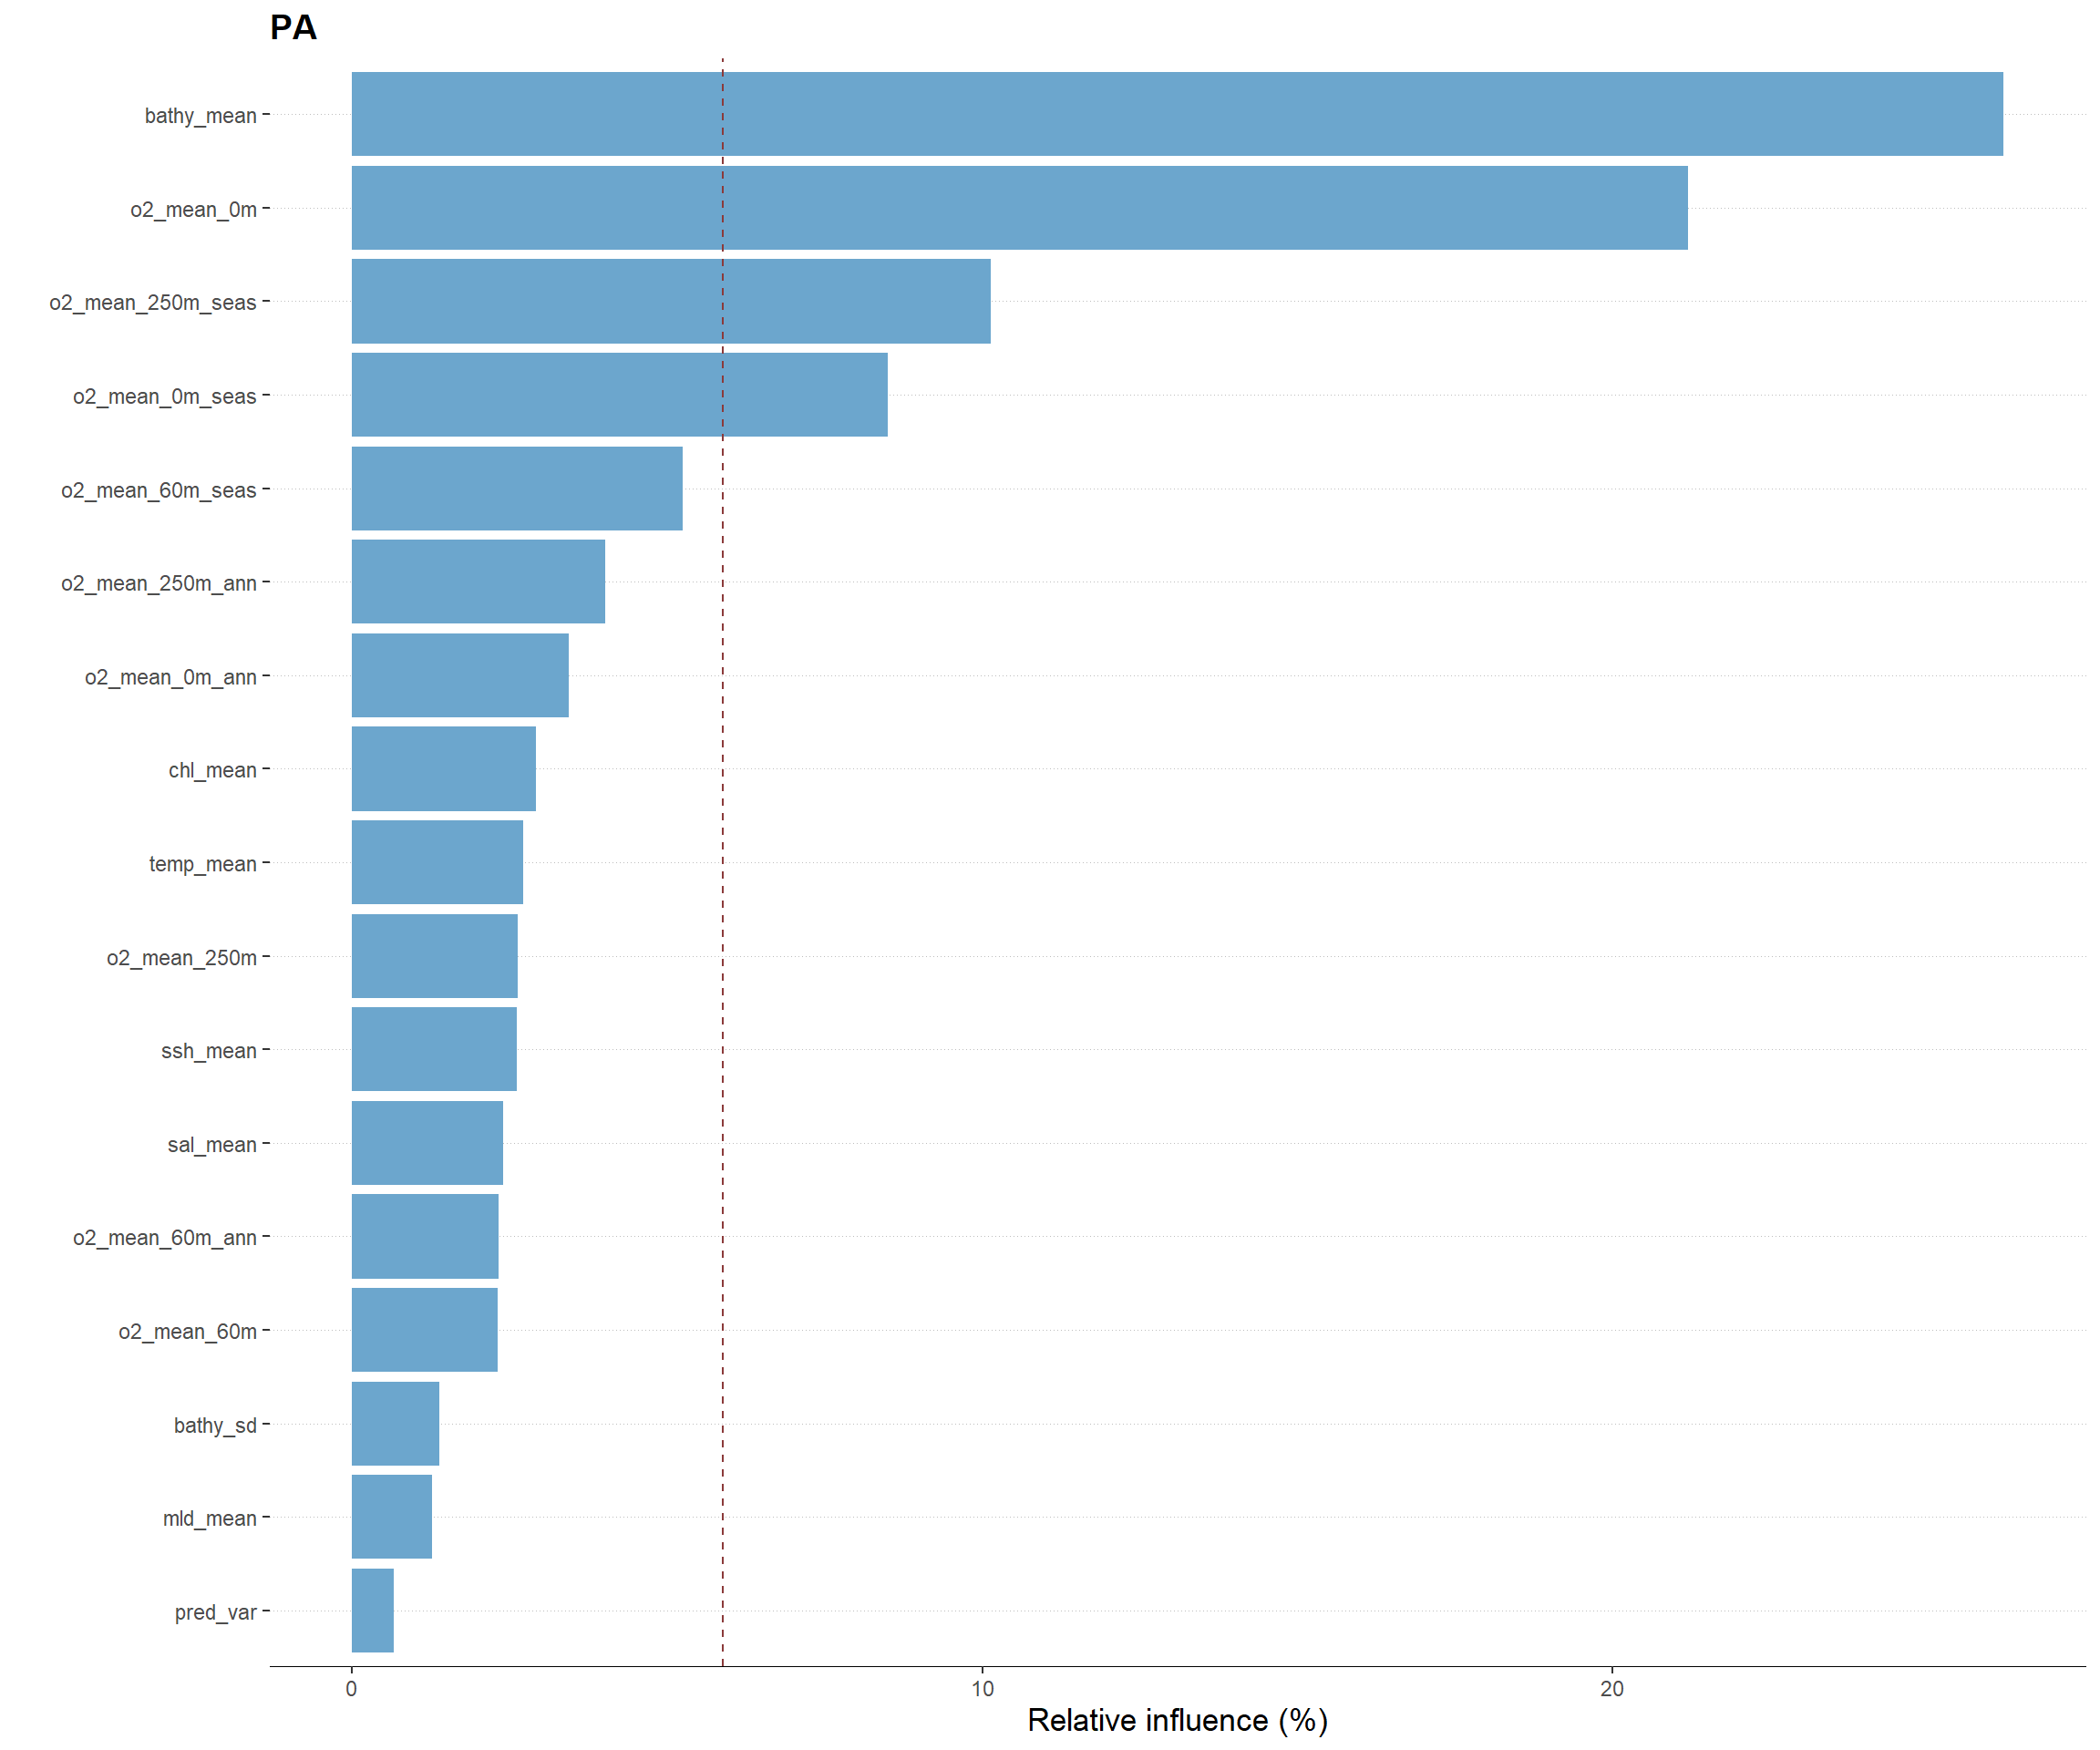 PA
bathy_mean
o2_mean_0m
o2_mean_250m_seas
o2_mean_0m_seas
o2_mean_60m_seas
o2_mean_250m_ann
o2_mean_0m_ann
chl_mean
temp_mean
o2_mean_250m
ssh_mean
sal_mean
o2_mean_60m_ann
o2_mean_60m
bathy_sd
mld_mean
pred_var
0 10 20
Relative influence (%)